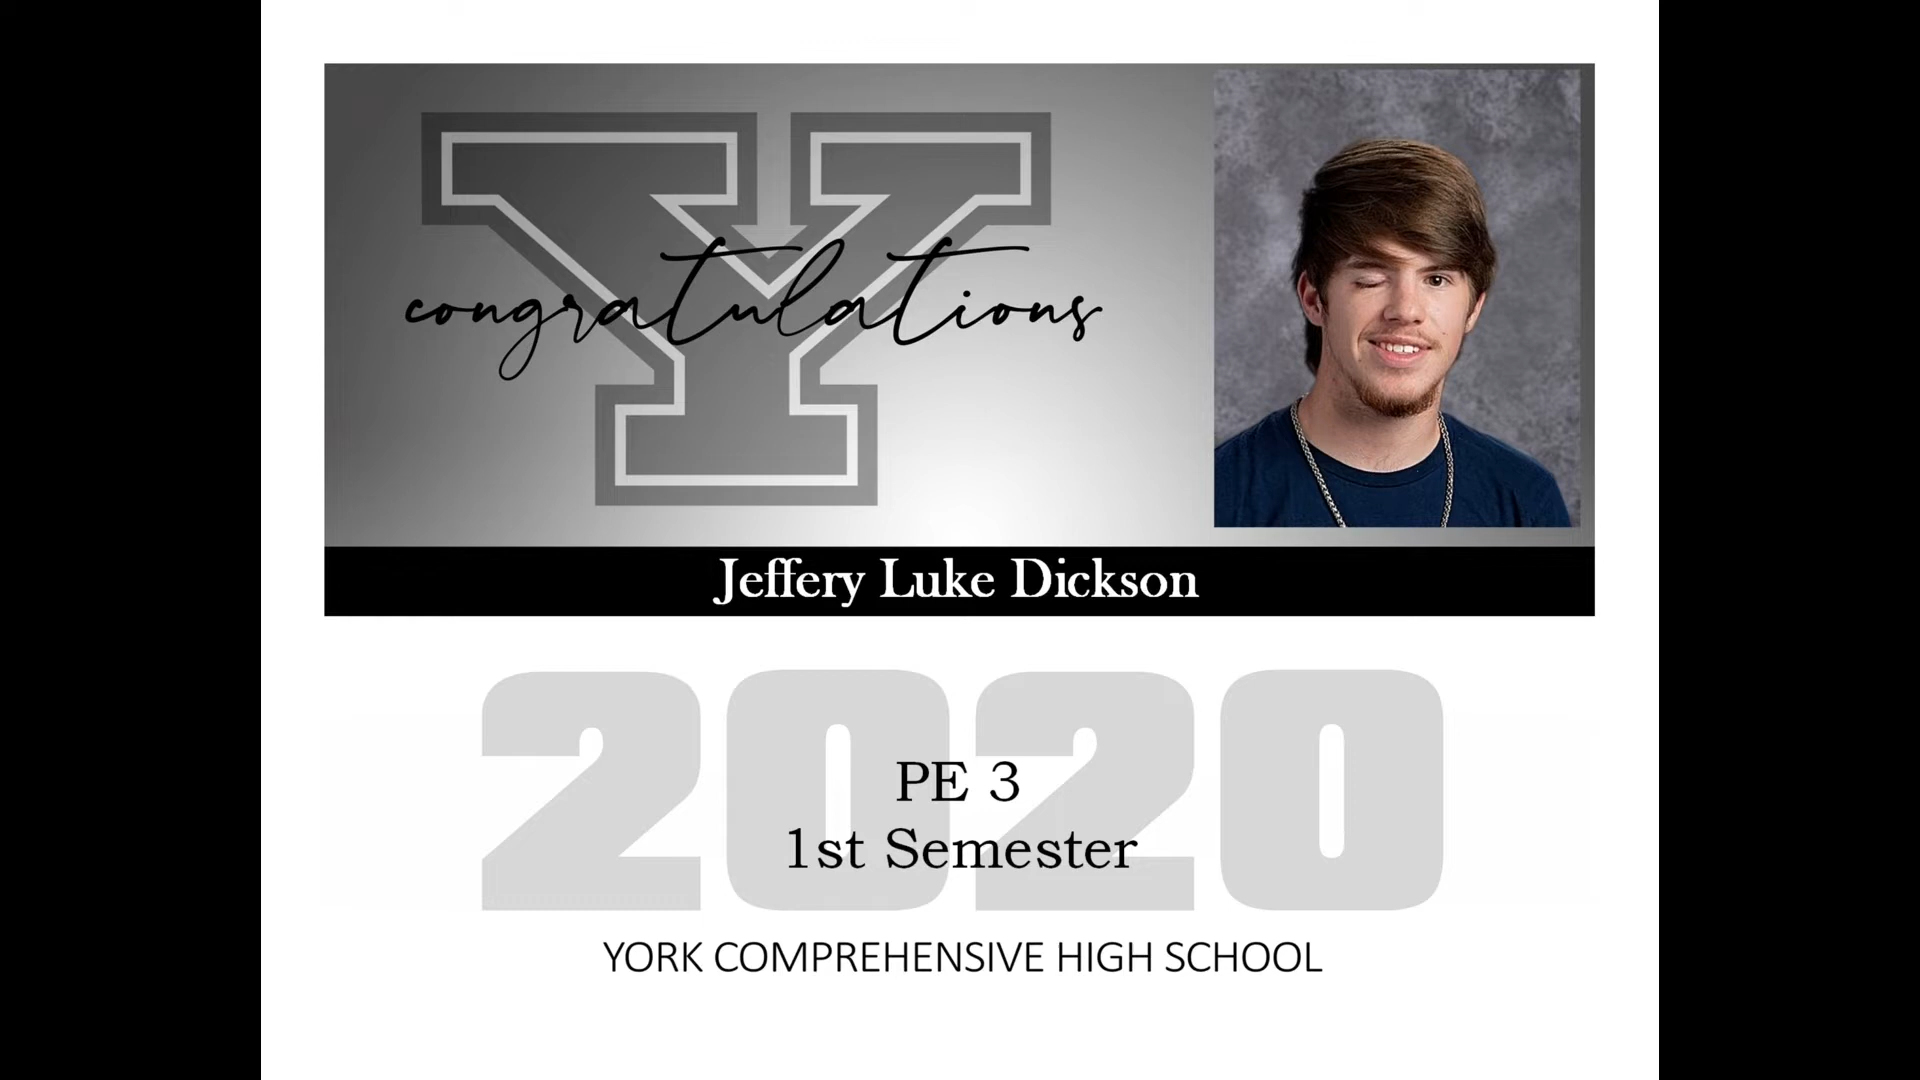 Y
congratulations
Jeffery Luke Dickson
2020
PE 3
1st Semester
YORK COMPREHENSIVE HIGH SCHOOL